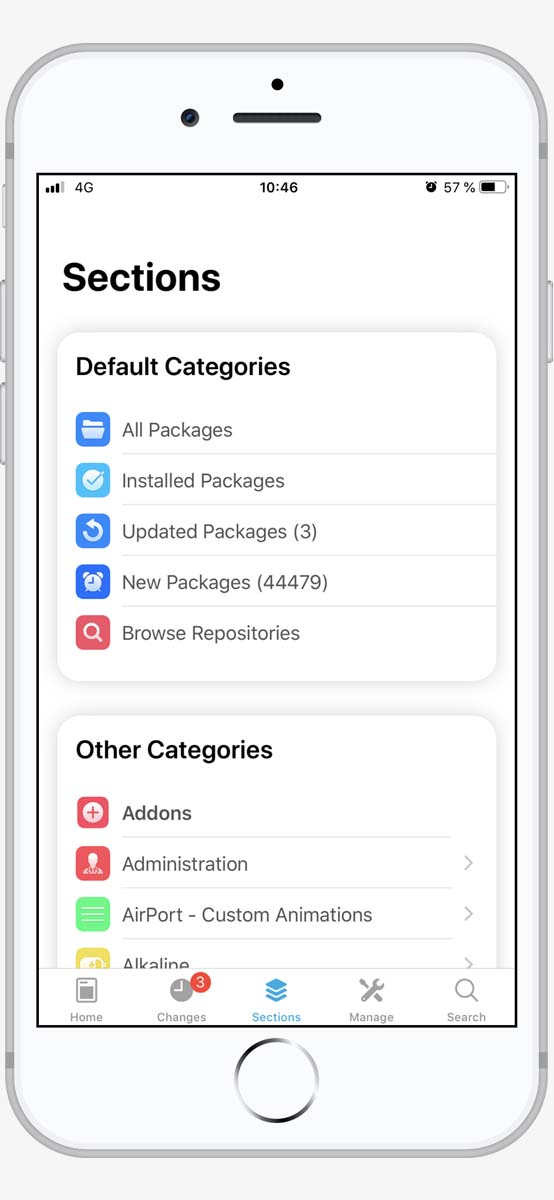 4G
10:46
57 %
Sections
Default Categories
All Packages
Installed Packages
Updated Packages (3)
New Packages (44479)
Browse Repositories
Other Categories
Addons
Administration
AirPort - Custom Animations
Alkaline
3
Home
Changes
Sections
Manage
Search